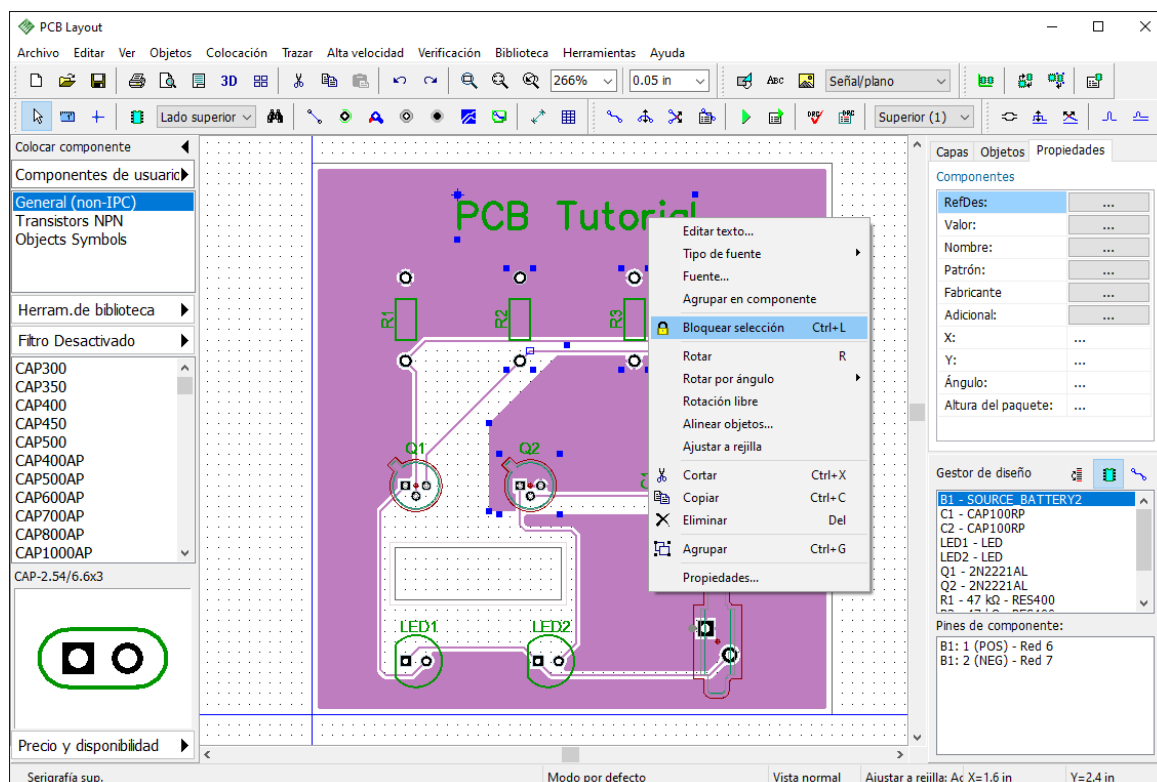 PCB Layout
Archivo Editar Ver Objetos Colocación Trazar Alta velocidad Verificación Biblioteca Herramientas Ayuda
3D 266% 0.05 in ABC Señal/plano
Lado superior DRC DRC Superior (1)
Colocar componente
Componentes de usuario
General (non-IPC)
Transistors NPN
Objects Symbols
Herram.de biblioteca
Filtro Desactivado
CAP300
CAP350
CAP400
CAP450
CAP500
CAP400AP
CAP500AP
CAP600AP
CAP700AP
CAP800AP
CAP1000AP
CAP-2.54/6.6x3
Precio y disponibilidad
PCB Tutorial
R1
R2
R3
Q1
Q2
LED1
LED2
Editar texto...
Tipo de fuente
Fuente...
Agrupar en componente
Bloquear selección Ctrl+L
Rotar R
Rotar por ángulo
Rotación libre
Alinear objetos...
Ajustar a rejilla
Cortar Ctrl+X
Copiar Ctrl+C
Eliminar Del
Agrupar Ctrl+G
Propiedades...
Capas Objetos Propiedades
Componentes
RefDes: ...
Valor: ...
Nombre: ...
Patrón: ...
Fabricante ...
Adicional: ...
X: ...
Y: ...
Ángulo: ...
Altura del paquete: ...
Gestor de diseño
B1 - SOURCE_BATTERY2
C1 - CAP100RP
C2 - CAP100RP
LED1 - LED
LED2 - LED
Q1 - 2N2221AL
Q2 - 2N2221AL
R1 - 47 kΩ - RES400
Pines de componente:
B1: 1 (POS) - Red 6
B1: 2 (NEG) - Red 7
Serigrafía sup. Modo por defecto Vista normal Ajustar a rejilla: Ac X=1.6 in Y=2.4 in